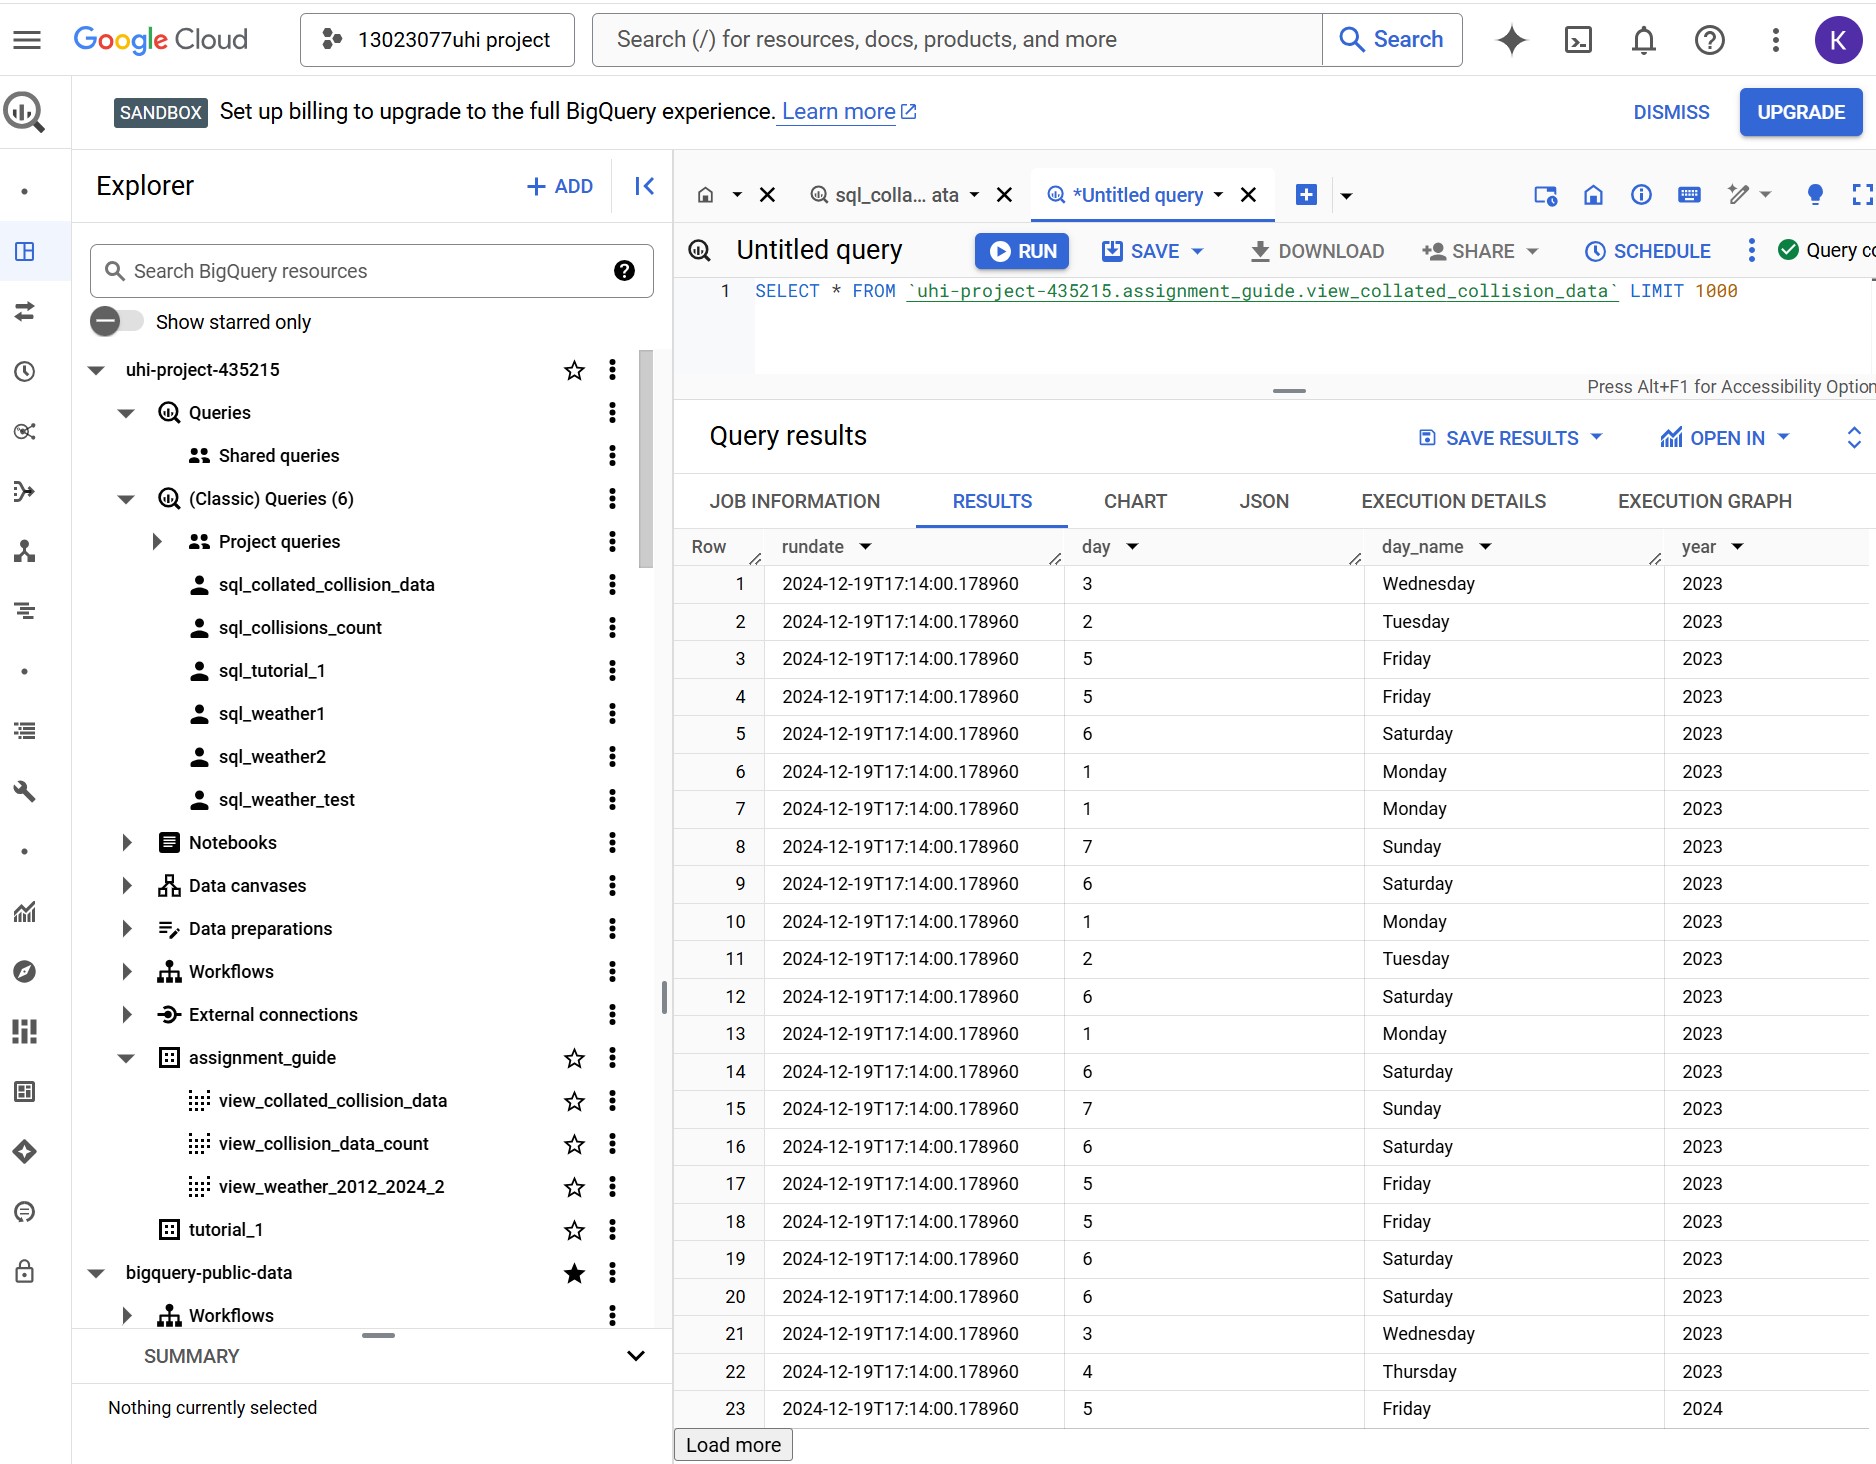 Google Cloud
13023077uhi project
Search (/) for resources, docs, products, and more
Search
K
SANDBOX Set up billing to upgrade to the full BigQuery experience. Learn more
DISMISS
UPGRADE
Explorer
+ ADD
Search BigQuery resources
Show starred only
uhi-project-435215
Queries
Shared queries
(Classic) Queries (6)
Project queries
sql_collated_collision_data
sql_collisions_count
sql_tutorial_1
sql_weather1
sql_weather2
sql_weather_test
Notebooks
Data canvases
Data preparations
Workflows
External connections
assignment_guide
view_collated_collision_data
view_collision_data_count
view_weather_2012_2024_2
tutorial_1
bigquery-public-data
Workflows
SUMMARY
Nothing currently selected
sql_colla... ata
*Untitled query
Untitled query
RUN
SAVE
DOWNLOAD
SHARE
SCHEDULE
Query co
1 SELECT * FROM `uhi-project-435215.assignment_guide.view_collated_collision_data` LIMIT 1000
Press Alt+F1 for Accessibility Option
Query results
SAVE RESULTS
OPEN IN
JOB INFORMATION RESULTS CHART JSON EXECUTION DETAILS EXECUTION GRAPH
Row rundate day day_name year
1 2024-12-19T17:14:00.178960 3 Wednesday 2023
2 2024-12-19T17:14:00.178960 2 Tuesday 2023
3 2024-12-19T17:14:00.178960 5 Friday 2023
4 2024-12-19T17:14:00.178960 5 Friday 2023
5 2024-12-19T17:14:00.178960 6 Saturday 2023
6 2024-12-19T17:14:00.178960 1 Monday 2023
7 2024-12-19T17:14:00.178960 1 Monday 2023
8 2024-12-19T17:14:00.178960 7 Sunday 2023
9 2024-12-19T17:14:00.178960 6 Saturday 2023
10 2024-12-19T17:14:00.178960 1 Monday 2023
11 2024-12-19T17:14:00.178960 2 Tuesday 2023
12 2024-12-19T17:14:00.178960 6 Saturday 2023
13 2024-12-19T17:14:00.178960 1 Monday 2023
14 2024-12-19T17:14:00.178960 6 Saturday 2023
15 2024-12-19T17:14:00.178960 7 Sunday 2023
16 2024-12-19T17:14:00.178960 6 Saturday 2023
17 2024-12-19T17:14:00.178960 5 Friday 2023
18 2024-12-19T17:14:00.178960 5 Friday 2023
19 2024-12-19T17:14:00.178960 6 Saturday 2023
20 2024-12-19T17:14:00.178960 6 Saturday 2023
21 2024-12-19T17:14:00.178960 3 Wednesday 2023
22 2024-12-19T17:14:00.178960 4 Thursday 2023
23 2024-12-19T17:14:00.178960 5 Friday 2024
Load more